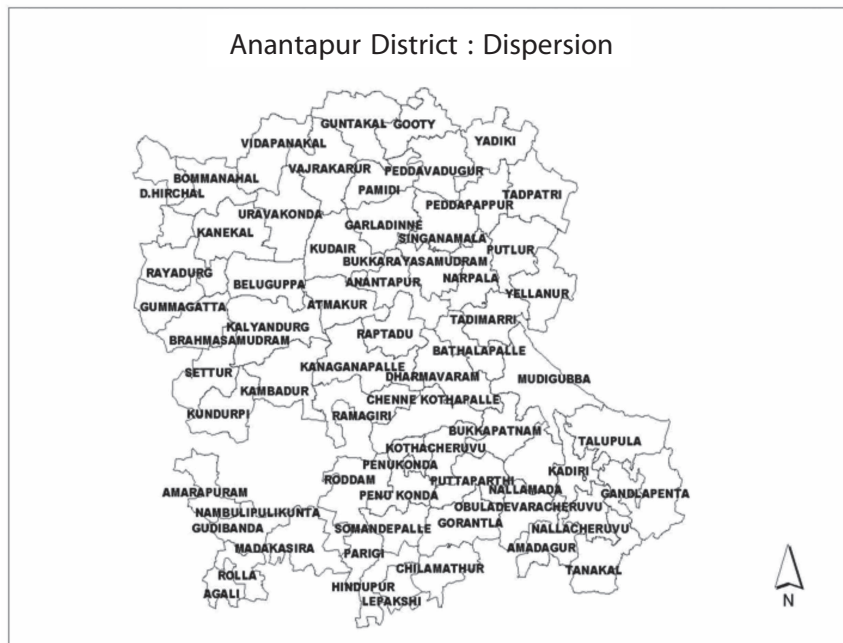 Anantapur District : Dispersion
GUNTAKAL GOOTY
YADIKI
VIDAPANAKAL
VAJRAKARUR PEDDAVADUGUR
BOMMANAHAL
D.HIRCHAL
PAMIDI
TADPATRI
PEDDAPAPPUR
URAVAKONDA
GARLADINNE
KANEKAL
SINGANAMALA
KUDAIR
PUTLUR
BUKKARAYASAMUDRAM
RAYADURG
BELUGUPPA
ANANTAPUR
NARPALA
YELLANUR
GUMMAGATTA
ATMAKUR
TADIMARRI
KALYANDURG
RAPTADU
BRAHMASAMUDRAM
BATHALAPALLE
SETTUR
KANAGANAPALLE
DHARMAVARAM
MUDIGUBBA
KAMBADUR
CHENNE KOTHAPALLE
KUNDURPI
RAMAGIRI
BUKKAPATNAM
TALUPULA
KOTHACHERUVU
PENUKONDA
KADIRI
RODDAM
PUTTAPARTHI
AMARAPURAM
PENU KONDA
NALLAMADA
GANDLAPENTA
NAMBULIPULIKUNTA
OBULADEVARACHERUVU
GUDIBANDA
SOMANDEPALLE
GORANTLA
NALLACHERUVU
MADAKASIRA
PARIGI
AMADAGUR
ROLLA
CHILAMATHUR
TANAKAL
AGALI
HINDUPUR
LEPAKSHI
N